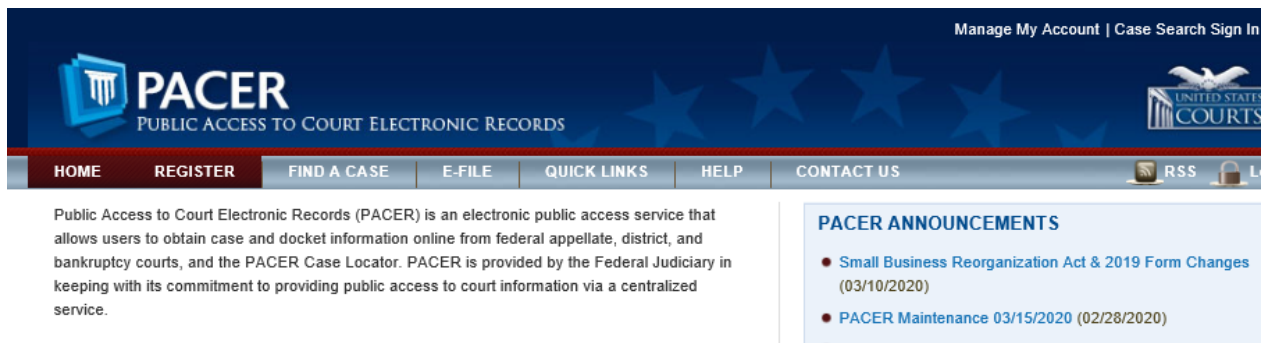 Manage My Account | Case Search Sign In
PACER
PUBLIC ACCESS TO COURT ELECTRONIC RECORDS
UNITED STATES
COURTS
HOME REGISTER FIND A CASE E-FILE QUICK LINKS HELP CONTACT US RSS
Public Access to Court Electronic Records (PACER) is an electronic public access service that
allows users to obtain case and docket information online from federal appellate, district, and
bankruptcy courts, and the PACER Case Locator. PACER is provided by the Federal Judiciary in
keeping with its commitment to providing public access to court information via a centralized
service.
PACER ANNOUNCEMENTS
Small Business Reorganization Act & 2019 Form Changes
(03/10/2020)
PACER Maintenance 03/15/2020 (02/28/2020)